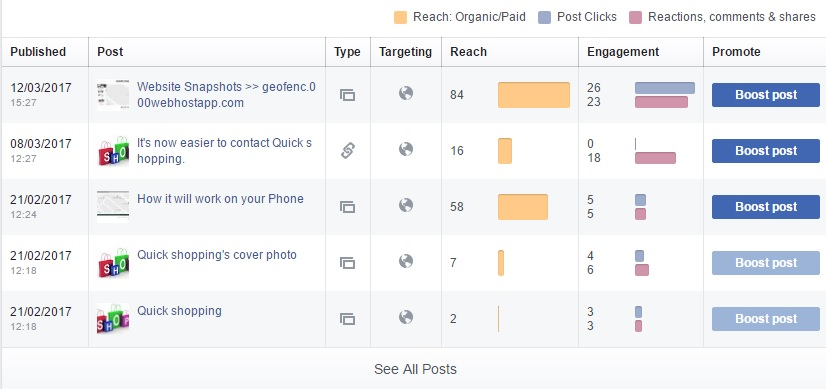 Reach: Organic/Paid Post Clicks Reactions, comments & shares
Published Post Type Targeting Reach Engagement Promote
12/03/2017 Website Snapshots >> geofenc.0 84 26 Boost post
15:27 00webhostapp.com 23
08/03/2017 It's now easier to contact Quick s 16 0 Boost post
12:27 hopping. 18
21/02/2017 How it will work on your Phone 58 5 Boost post
12:24 5
21/02/2017 Quick shopping's cover photo 7 4 Boost post
12:18 6
21/02/2017 Quick shopping 2 3 Boost post
12:18 3
See All Posts